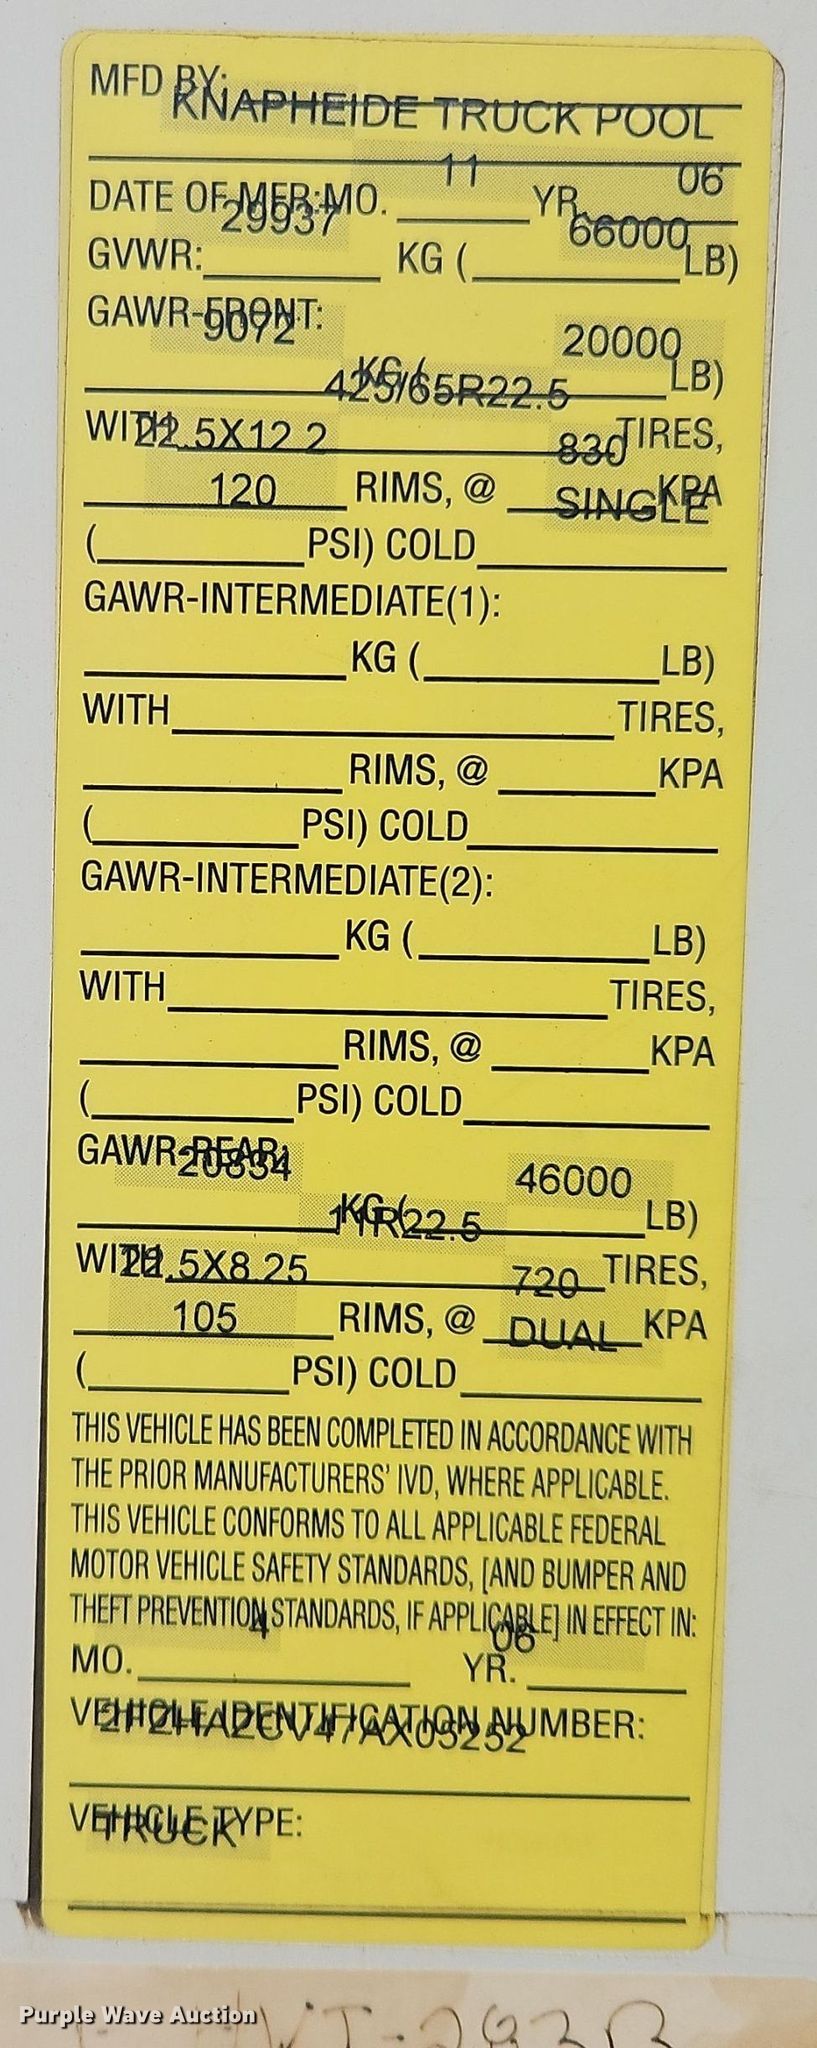 MFD BY:
KNAPHEIDE TRUCK POOL
11 06
DATE OF MFR: MO. YR.
29937 66000
GVWR: KG ( LB)
GAWR-FRONT:
9072 20000
KG ( LB)
425/65R22.5
WITH TIRES,
22.5X12.2 830
120 RIMS, @ KPA
SINGLE
( PSI) COLD
GAWR-INTERMEDIATE(1):
KG ( LB)
WITH TIRES,
RIMS, @ KPA
( PSI) COLD
GAWR-INTERMEDIATE(2):
KG ( LB)
WITH TIRES,
RIMS, @ KPA
( PSI) COLD
GAWR-REAR:
20834 46000
KG ( LB)
11R22.5
WITH TIRES,
22.5X8.25 720
105 RIMS, @ KPA
DUAL
( PSI) COLD
THIS VEHICLE HAS BEEN COMPLETED IN ACCORDANCE WITH
THE PRIOR MANUFACTURERS' IVD, WHERE APPLICABLE.
THIS VEHICLE CONFORMS TO ALL APPLICABLE FEDERAL
MOTOR VEHICLE SAFETY STANDARDS, [AND BUMPER AND
THEFT PREVENTION STANDARDS, IF APPLICABLE] IN EFFECT IN:
4 06
MO. YR.
VEHICLE IDENTIFICATION NUMBER:
2FZHAZCV47AX05252
VEHICLE TYPE:
TRUCK
Purple Wave Auction